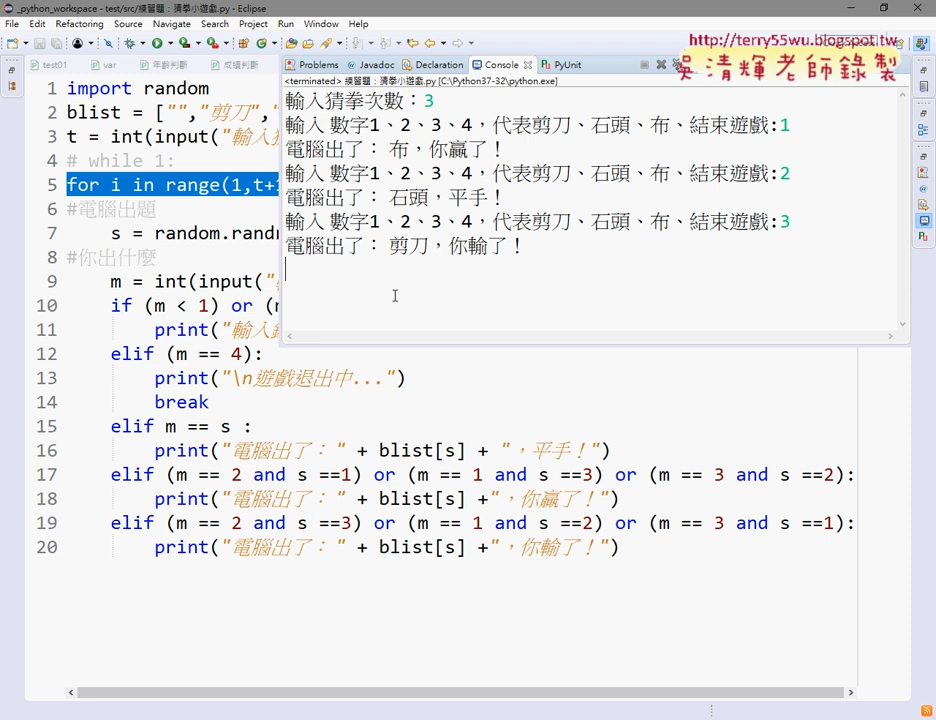 _python_workspace - test/src/練習題：猜拳小遊戲.py - Eclipse
File Edit Refactoring Source Navigate Search Project Run Window Help
http://terry55wu.blogspot.tw
吳清輝老師錄製
test01 var 年齡判斷 成績判斷
Problems Javadoc Declaration Console PyUnit
<terminated> 練習題：猜拳小遊戲.py [C:\Python37-32\python.exe]
輸入猜拳次數：3
輸入 數字1、2、3、4，代表剪刀、石頭、布、結束遊戲:1
電腦出了： 布，你贏了！
輸入 數字1、2、3、4，代表剪刀、石頭、布、結束遊戲:2
電腦出了： 石頭，平手！
輸入 數字1、2、3、4，代表剪刀、石頭、布、結束遊戲:3
電腦出了： 剪刀，你輸了！
1 import random
2 blist = ["","剪刀",
3 t = int(input("輸入
4 # while 1:
5 for i in range(1,t+
6 #電腦出題
7 s = random.rand
8 #你出什麼
9 m = int(input("
10 if (m < 1) or (
11 print("輸入
12 elif (m == 4):
13 print("\n遊戲退出中...")
14 break
15 elif m == s :
16 print("電腦出了： " + blist[s] + "，平手！")
17 elif (m == 2 and s ==1) or (m == 1 and s ==3) or (m == 3 and s ==2):
18 print("電腦出了： " + blist[s] +"，你贏了！")
19 elif (m == 2 and s ==3) or (m == 1 and s ==2) or (m == 3 and s ==1):
20 print("電腦出了： " + blist[s] +"，你輸了！")